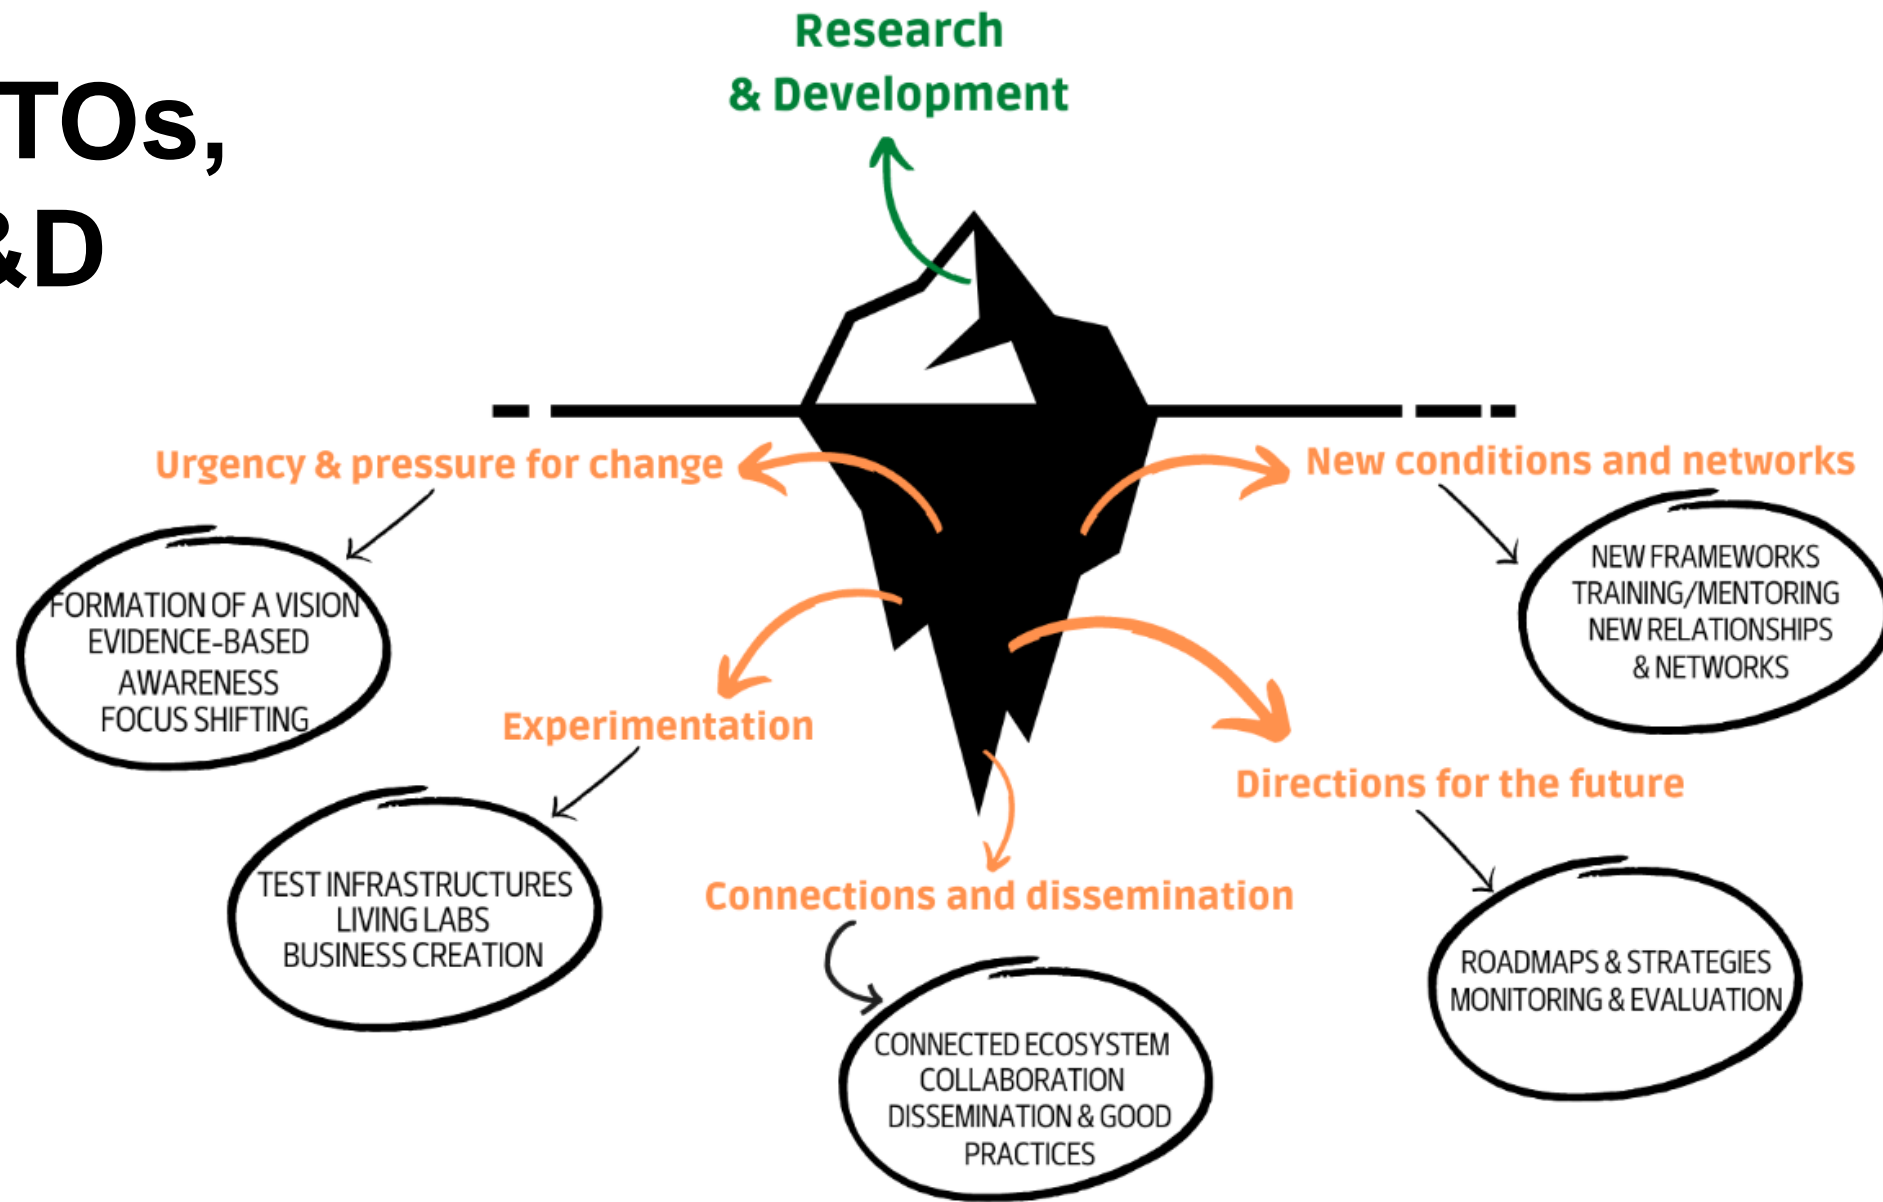 TOs,
&D
Research
& Development
Urgency & pressure for change
FORMATION OF A VISION
EVIDENCE-BASED
AWARENESS
FOCUS SHIFTING
New conditions and networks
NEW FRAMEWORKS
TRAINING/MENTORING
NEW RELATIONSHIPS
& NETWORKS
Experimentation
TEST INFRASTRUCTURES
LIVING LABS
BUSINESS CREATION
Directions for the future
ROADMAPS & STRATEGIES
MONITORING & EVALUATION
Connections and dissemination
CONNECTED ECOSYSTEM
COLLABORATION
DISSEMINATION & GOOD
PRACTICES